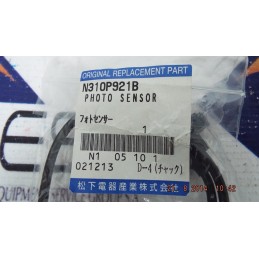 ORIGINAL REPLACEMENT PART
N310P921B
PHOTO SENSOR
フォトセンサー
1
N1 05 10 1
021213 D-4(チャック)
松下電器産業株式会社